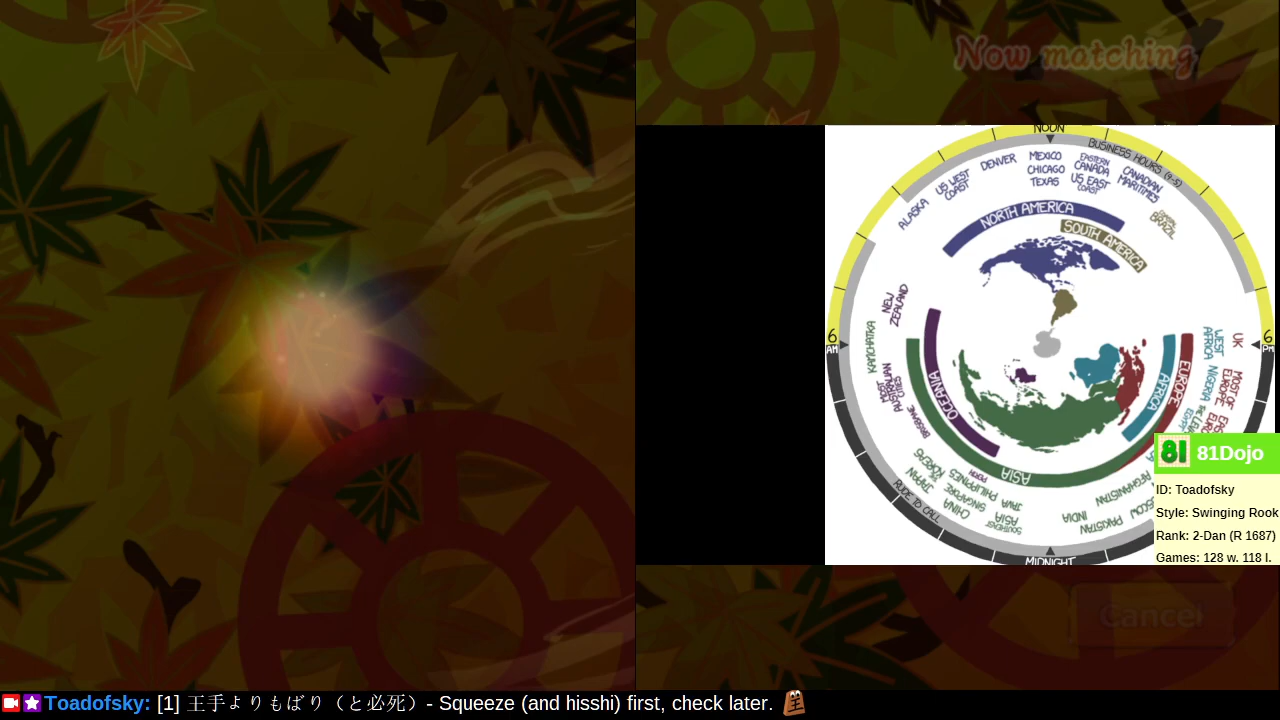 Now matching
NOON
BUSINESS HOURS (9-5)
ALASKA
US WEST
COAST
DENVER
MEXICO
CHICAGO
TEXAS
EASTERN
CANADA
US EAST
COAST
CANADIAN
MARITIMES
BRAZIL
NORTH AMERICA
SOUTH AMERICA
NEW
ZEALAND
6
AM
6
PM
KAMCHATKA
UK
WEST
AFRICA
NIGERIA
MOST OF
EUROPE
EUROPE
AFRICA
OCEANIA
ASIA
BRISBANE
PERTH
KOREAS
JAPAN
PHILIPPINES
SINGAPORE
CHINA
JAVA
SOUTHEAST
ASIA
INDIA
PAKISTAN
AFGHANISTAN
RUDE TO CALL
MIDNIGHT
81 81Dojo
ID: Toadofsky
Style: Swinging Rook
Rank: 2-Dan (R 1687)
Games: 128 w. 118 l.
Cancel
Toadofsky: [1] 王手よりもばり（と必死）- Squeeze (and hisshi) first, check later.